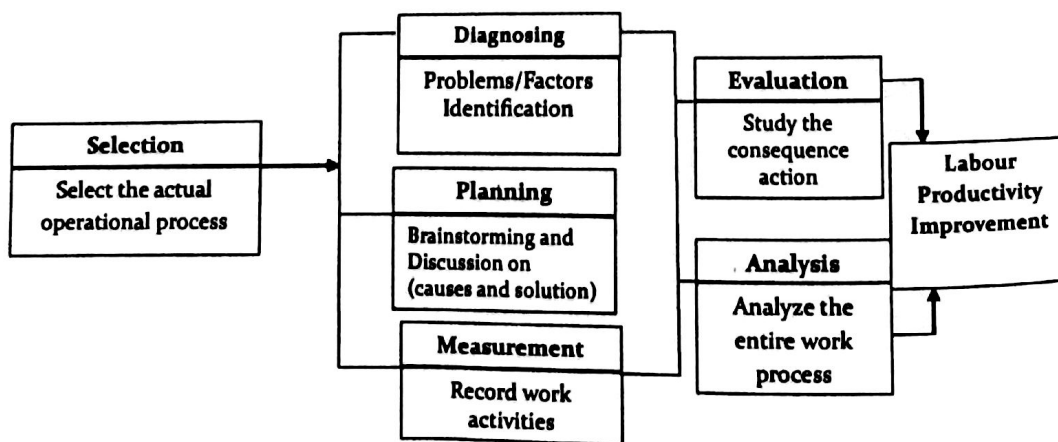 Selection
Select the actual
operational process
Diagnosing
Problems/Factors
Identification
Planning
Brainstorming and
Discussion on
(causes and solution)
Measurement
Record work
activities
Evaluation
Study the
consequence
action
Analysis
Analyze the
entire work
process
Labour
Productivity
Improvement